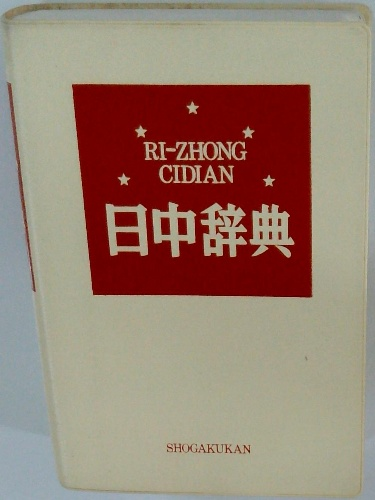 RI-ZHONG
CIDIAN
日中辞典
SHOGAKUKAN